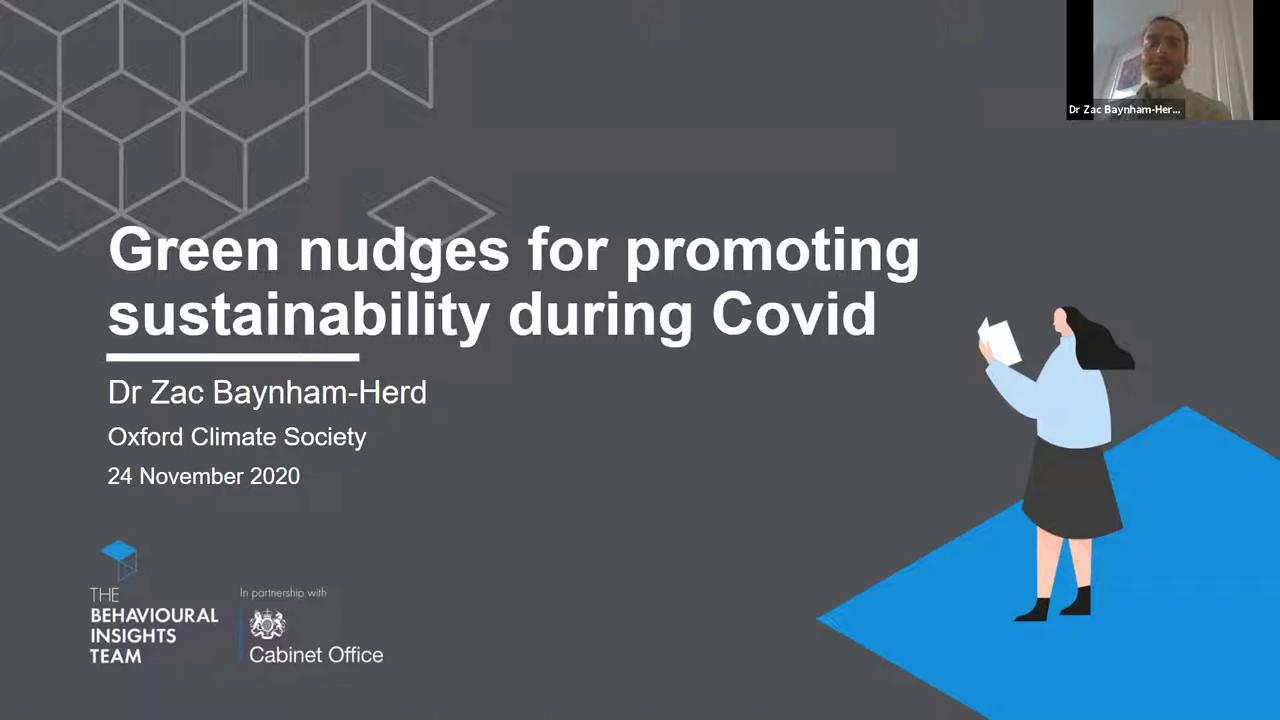 Dr Zac Baynham-Her...
Green nudges for promoting
sustainability during Covid
Dr Zac Baynham-Herd
Oxford Climate Society
24 November 2020
THE
BEHAVIOURAL
INSIGHTS
TEAM
In partnership with
Cabinet Office